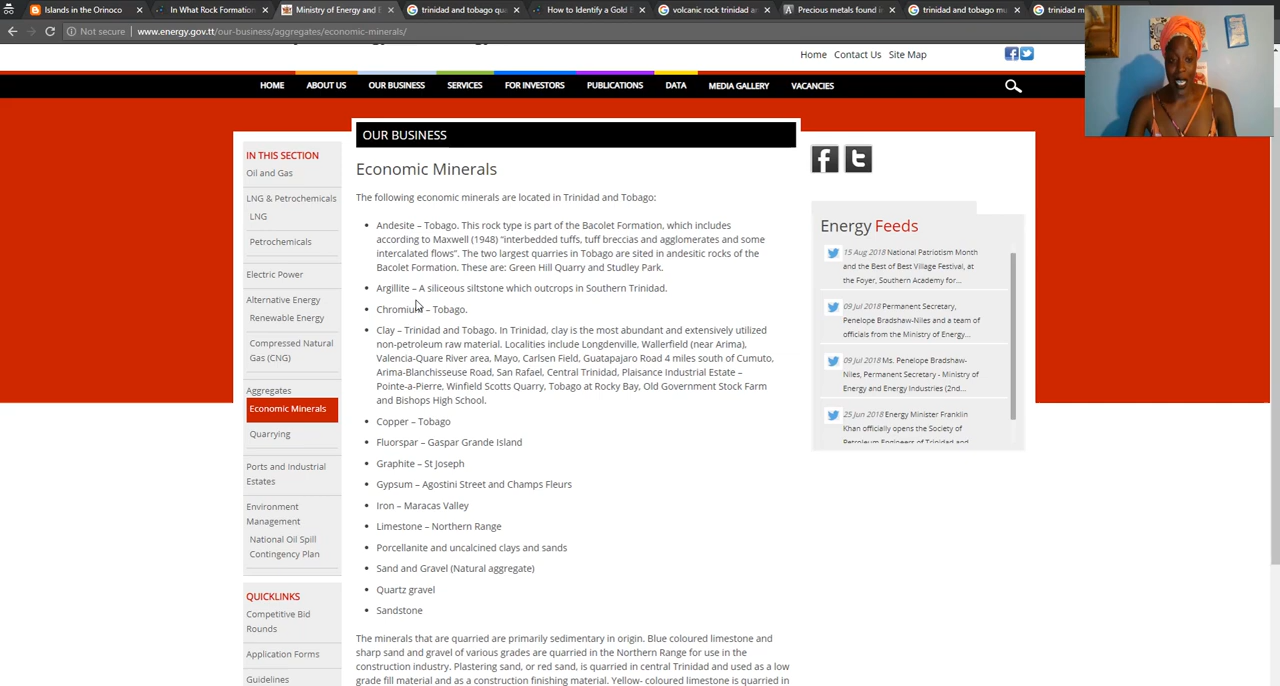 Islands in the Orinoco
In What Rock Formation
Ministry of Energy and E
trinidad and tobago qu
How to Identify a Gold B
volcanic rock trinidad a
Precious metals found i
trinidad and tobago mu
trinidad m
Not secure | www.energy.gov.tt/our-business/aggregates/economic-minerals/
Home Contact Us Site Map
HOME ABOUT US OUR BUSINESS SERVICES FOR INVESTORS PUBLICATIONS DATA MEDIA GALLERY VACANCIES
IN THIS SECTION
Oil and Gas
LNG & Petrochemicals
LNG
Petrochemicals
Electric Power
Alternative Energy
Renewable Energy
Compressed Natural
Gas (CNG)
Aggregates
Economic Minerals
Quarrying
Ports and Industrial
Estates
Environment
Management
National Oil Spill
Contingency Plan
QUICKLINKS
Competitive Bid
Rounds
Application Forms
Guidelines
OUR BUSINESS
Economic Minerals
The following economic minerals are located in Trinidad and Tobago:
• Andesite – Tobago. This rock type is part of the Bacolet Formation, which includes
according to Maxwell (1948) "interbedded tuffs, tuff breccias and agglomerates and some
intercalated flows". The two largest quarries in Tobago are sited in andesitic rocks of the
Bacolet Formation. These are: Green Hill Quarry and Studley Park.
• Argillite – A siliceous siltstone which outcrops in Southern Trinidad.
• Chromium – Tobago.
• Clay – Trinidad and Tobago. In Trinidad, clay is the most abundant and extensively utilized
non-petroleum raw material. Localities include Longdenville, Wallerfield (near Arima),
Valencia-Quare River area, Mayo, Carlsen Field, Guatapajaro Road 4 miles south of Cumuto,
Arima-Blanchisseuse Road, San Rafael, Central Trinidad, Plaisance Industrial Estate –
Pointe-a-Pierre, Winfield Scotts Quarry, Tobago at Rocky Bay, Old Government Stock Farm
and Bishops High School.
• Copper – Tobago
• Fluorspar – Gaspar Grande Island
• Graphite – St Joseph
• Gypsum – Agostini Street and Champs Fleurs
• Iron – Maracas Valley
• Limestone – Northern Range
• Porcellanite and uncalcined clays and sands
• Sand and Gravel (Natural aggregate)
• Quartz gravel
• Sandstone
The minerals that are quarried are primarily sedimentary in origin. Blue coloured limestone and
sharp sand and gravel of various grades are quarried in the Northern Range for use in the
construction industry. Plastering sand, or red sand, is quarried in central Trinidad and used as a low
grade fill material and as a construction finishing material. Yellow- coloured limestone is quarried in
Energy Feeds
15 Aug 2018 National Patriotism Month
and the Best of Best Village Festival, at
the Foyer, Southern Academy for...
09 Jul 2018 Permanent Secretary,
Penelope Bradshaw-Niles and a team of
officials from the Ministry of Energy...
09 Jul 2018 Ms. Penelope Bradshaw-
Niles, Permanent Secretary - Ministry of
Energy and Energy Industries (2nd...
25 Jun 2018 Energy Minister Franklin
Khan officially opens the Society of
Petroleum Engineers of Trinidad and